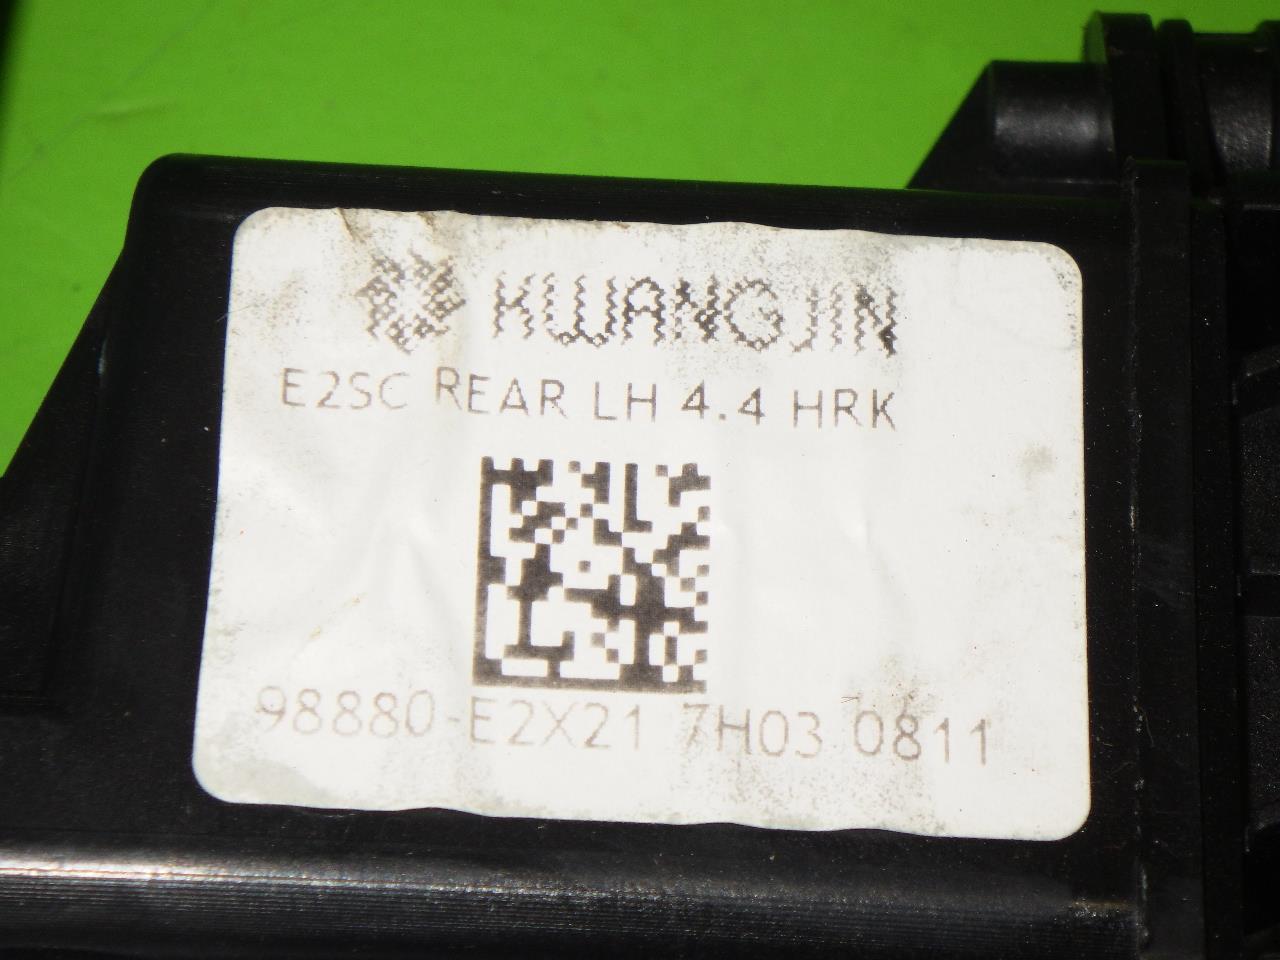 KWANGJIN
E2SC REAR LH 4.4 HRK
98880-E2X21 7H03 0811